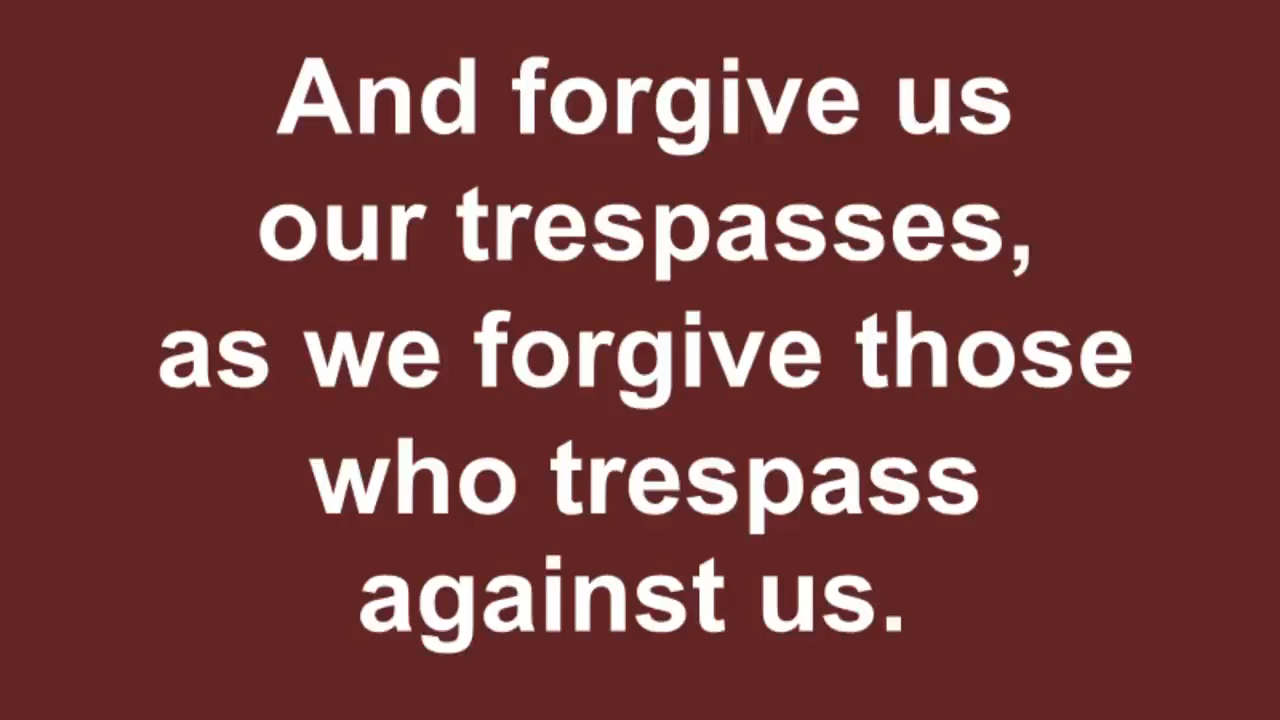 And forgive us
our trespasses,
as we forgive those
who trespass
against us.